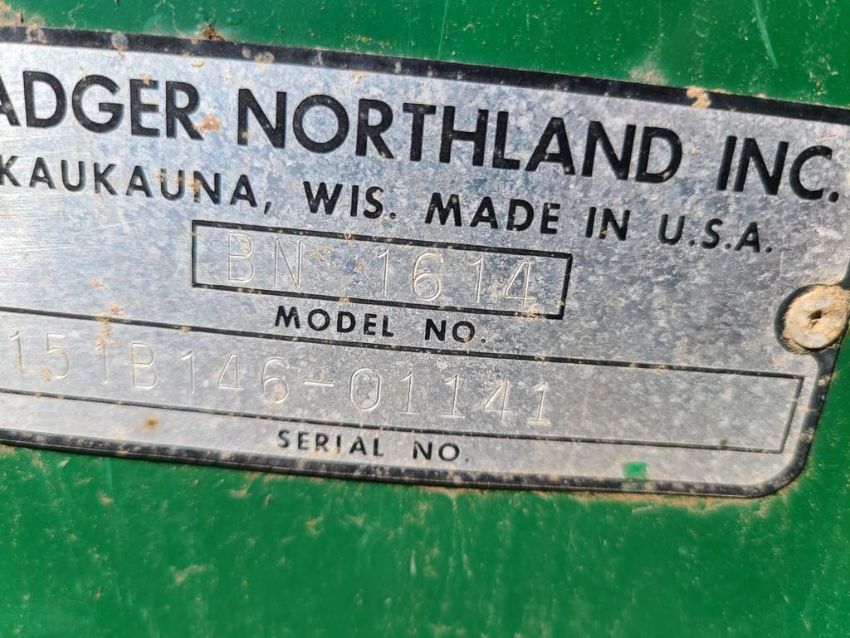 ADGER NORTHLAND INC.
KAUKAUNA, WIS. MADE IN U.S.A.
BN 1614
MODEL NO.
151B146-01141
SERIAL NO.